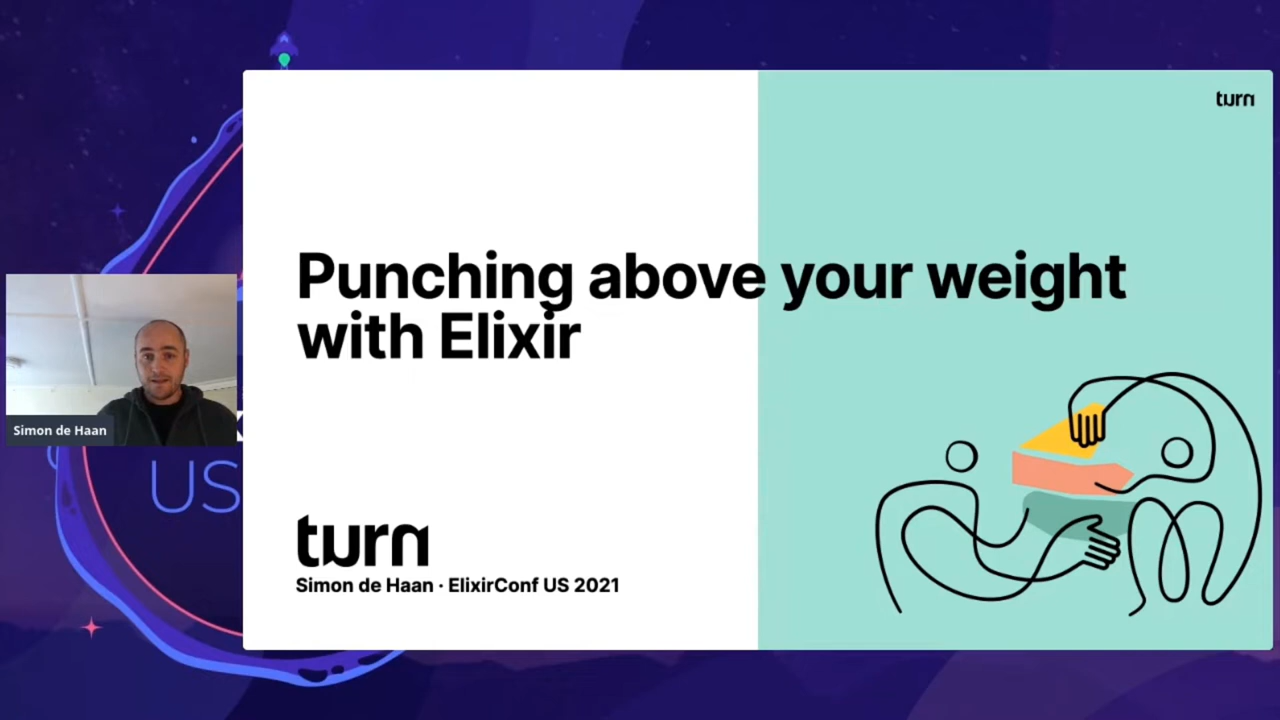 turn
Punching above your weight
with Elixir
Simon de Haan
US
turn
Simon de Haan · ElixirConf US 2021